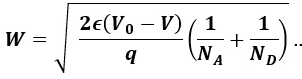 W = √( 2ϵ(V₀ − V) / q ( 1/N_A + 1/N_D ) ) ..